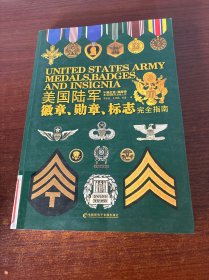 UNITED STATES ARMY
MEDALS, BADGES,
AND INSIGNIA
美国陆军
徽章、勋章、标志 完全指南